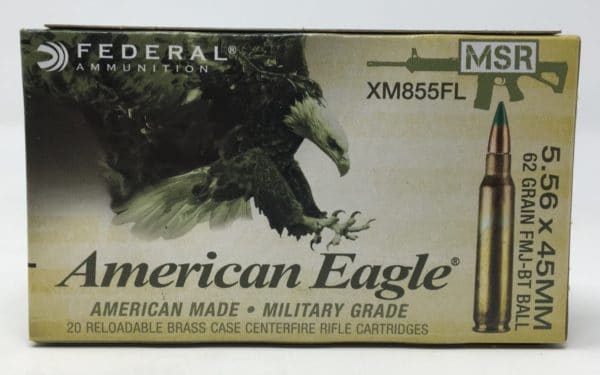 FEDERAL®
AMMUNITION
MSR
XM855FL
5.56 x 45MM
62 GRAIN FMJ-BT BALL
American Eagle®
AMERICAN MADE • MILITARY GRADE
20 RELOADABLE BRASS CASE CENTERFIRE RIFLE CARTRIDGES